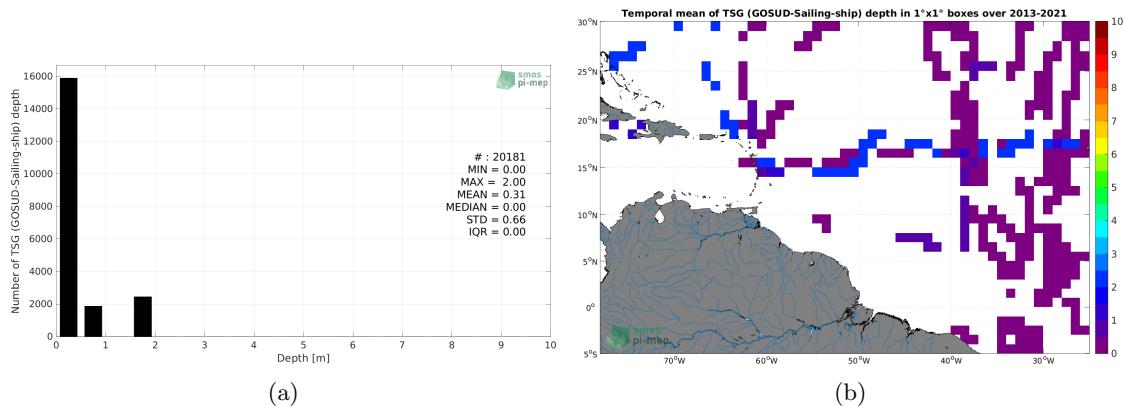 Number of TSG (GOSUD-Sailing-ship) depth
16000
14000
12000
10000
8000
6000
4000
2000
0
smos
pi-mep
# : 20181
MIN = 0.00
MAX = 2.00
MEAN = 0.31
MEDIAN = 0.00
STD = 0.66
IQR = 0.00
0 1 2 3 4 5 6 7 8 9 10
Depth [m]
(a)
Temporal mean of TSG (GOSUD-Sailing-ship) depth in 1°x1° boxes over 2013-2021
30°N
25°N
20°N
15°N
10°N
5°N
0°
5°S
70°W 60°W 50°W 40°W 30°W
smos
pi-mep
10
9
8
7
6
5
4
3
2
1
0
(b)